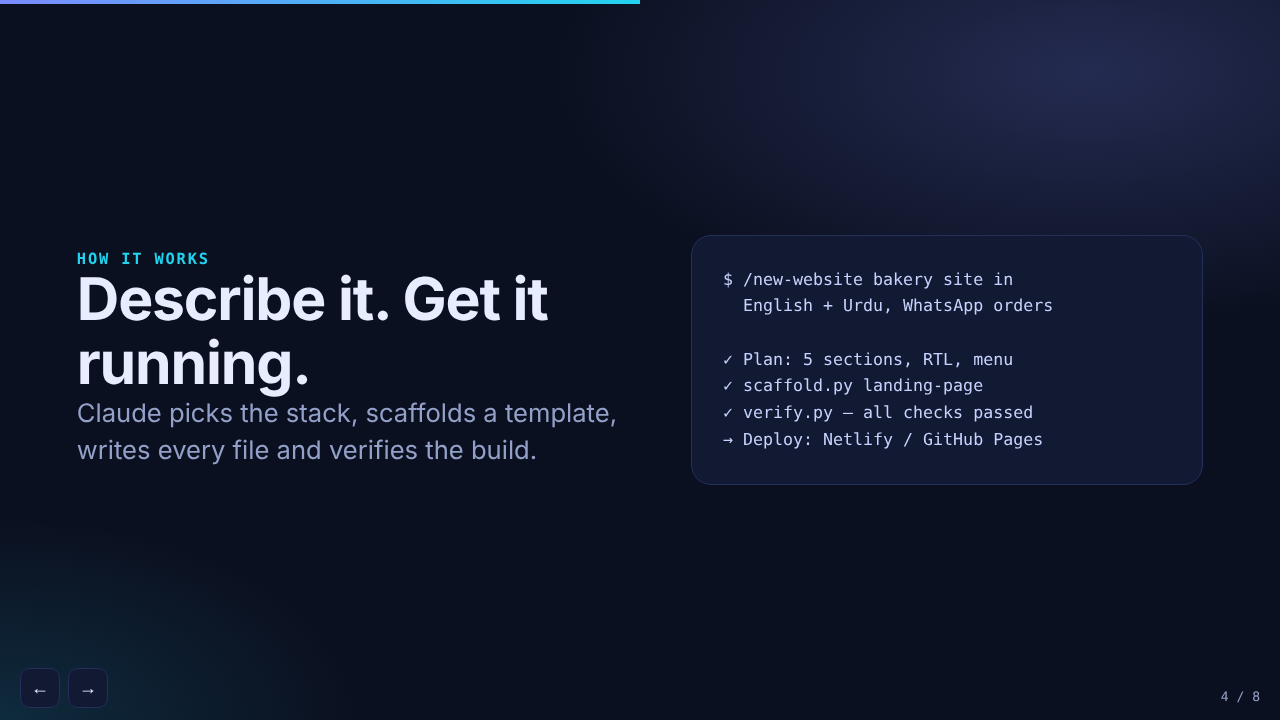 HOW IT WORKS
Describe it. Get it
running.
Claude picks the stack, scaffolds a template,
writes every file and verifies the build.
$ /new-website bakery site in
English + Urdu, WhatsApp orders
✓ Plan: 5 sections, RTL, menu
✓ scaffold.py landing-page
✓ verify.py — all checks passed
→ Deploy: Netlify / GitHub Pages
← →
4 / 8